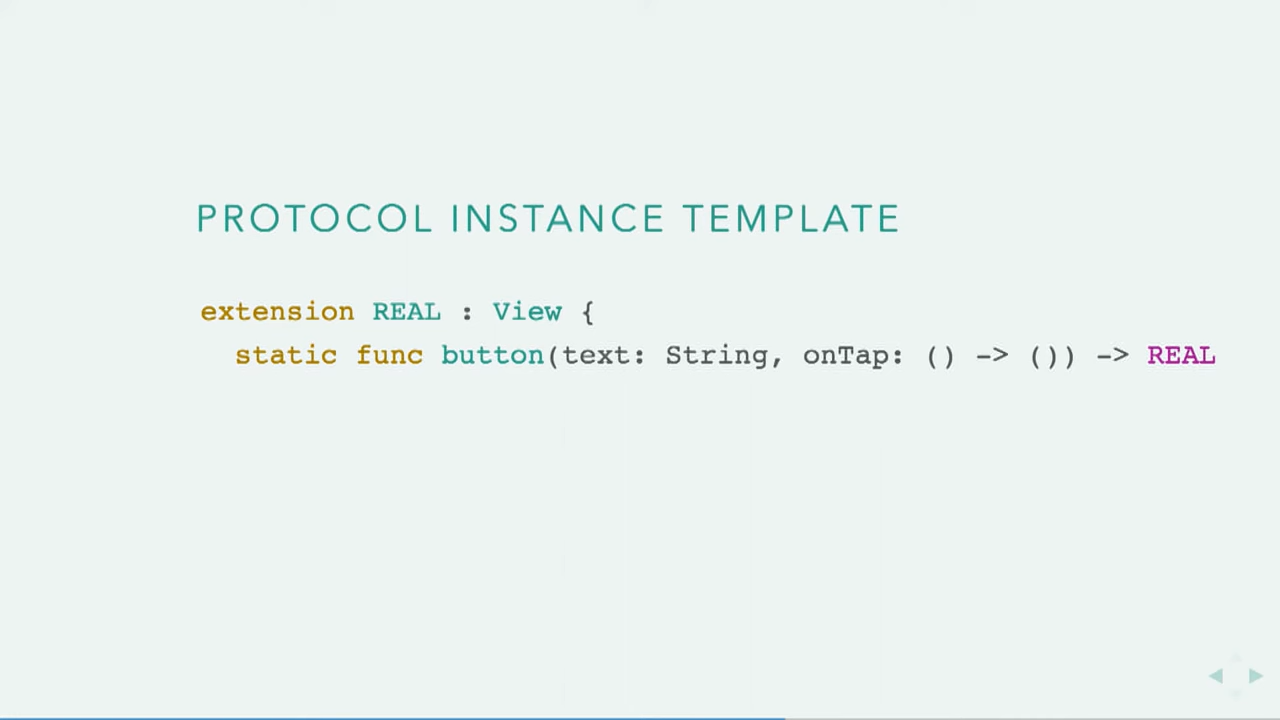 PROTOCOL INSTANCE TEMPLATE
extension REAL : View {
static func button(text: String, onTap: () -> ()) -> REAL